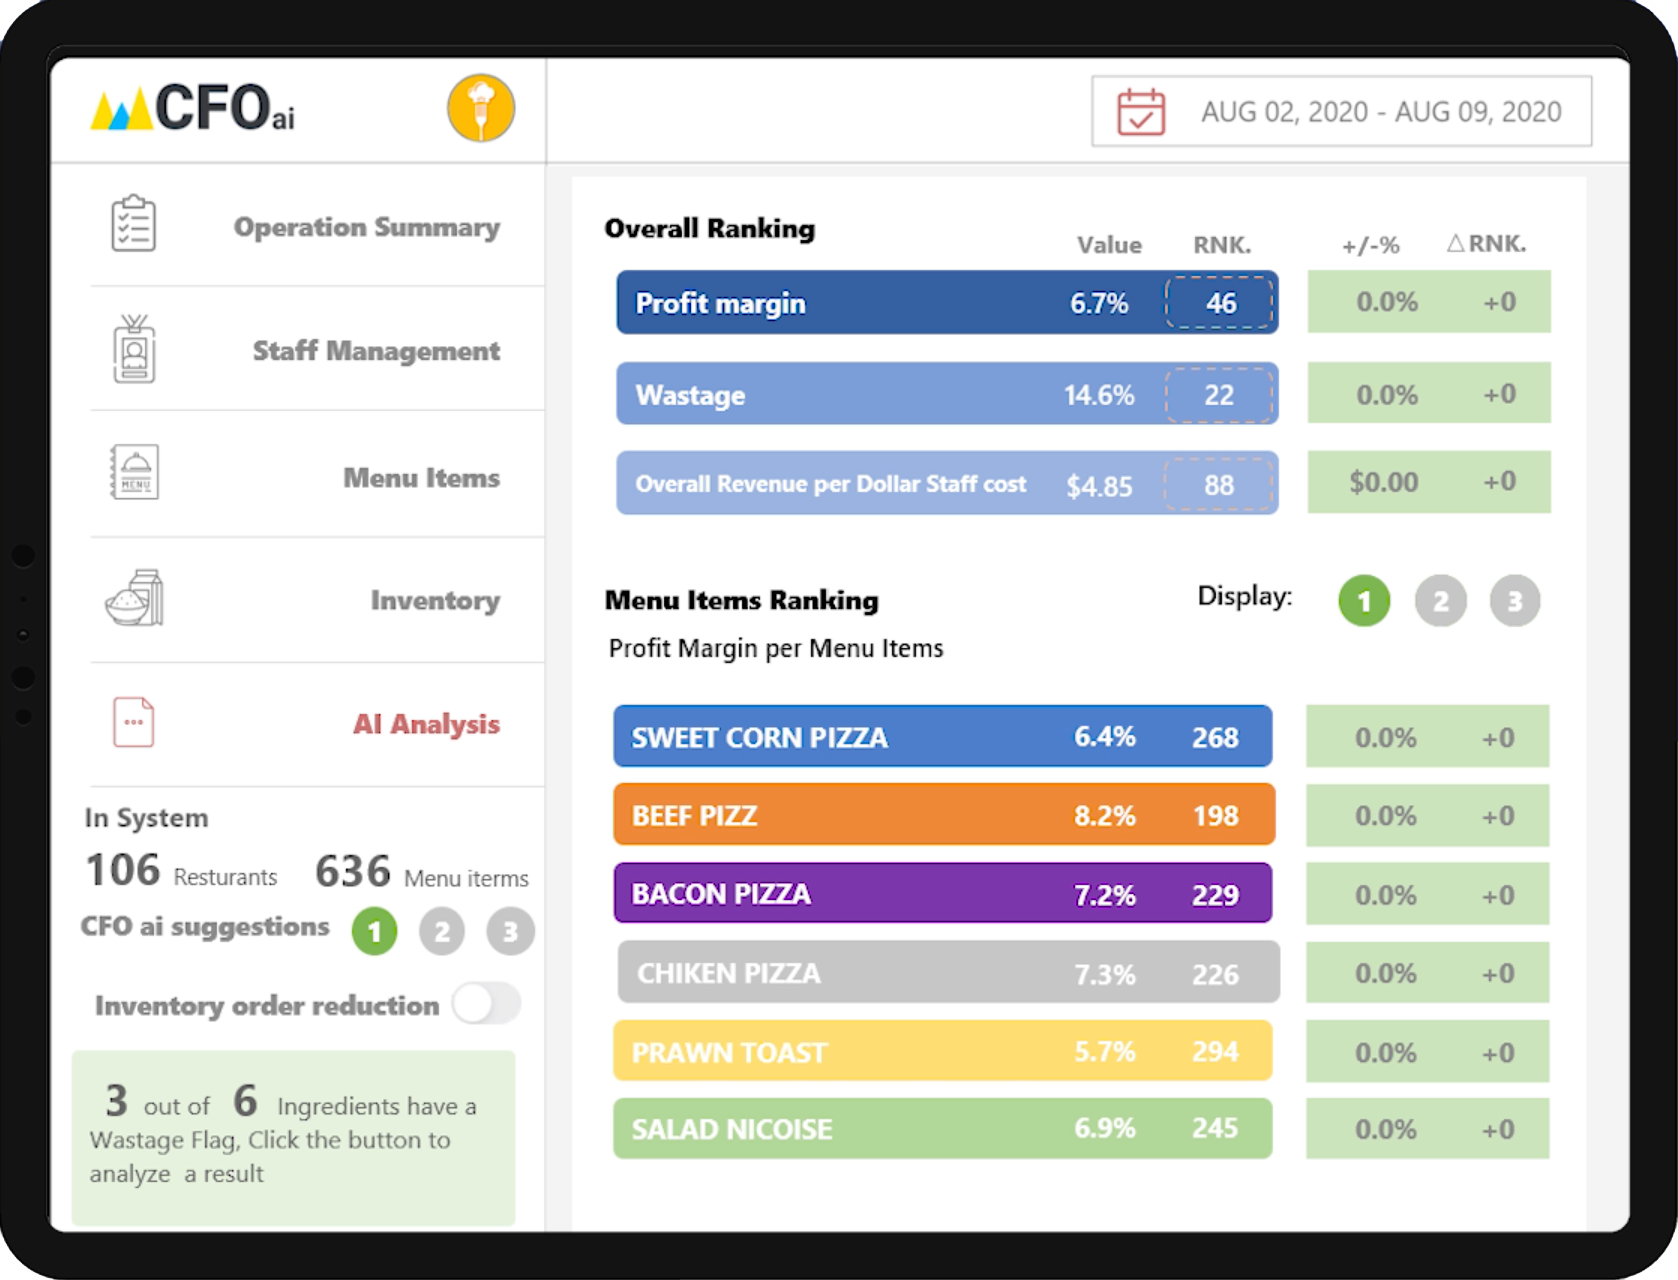 CFOai
AUG 02, 2020 - AUG 09, 2020
Operation Summary
Staff Management
MENU
Menu Items
Inventory
AI Analysis
In System
106 Resturants 636 Menu iterms
CFO ai suggestions 1 2 3
Inventory order reduction
3 out of 6 Ingredients have a
Wastage Flag, Click the button to
analyze a result
Overall Ranking
Value RNK. +/-% △RNK.
Profit margin 6.7% 46 0.0% +0
Wastage 14.6% 22 0.0% +0
Overall Revenue per Dollar Staff cost $4.85 88 $0.00 +0
Menu Items Ranking Display: 1 2 3
Profit Margin per Menu Items
SWEET CORN PIZZA 6.4% 268 0.0% +0
BEEF PIZZ 8.2% 198 0.0% +0
BACON PIZZA 7.2% 229 0.0% +0
CHIKEN PIZZA 7.3% 226 0.0% +0
PRAWN TOAST 5.7% 294 0.0% +0
SALAD NICOISE 6.9% 245 0.0% +0